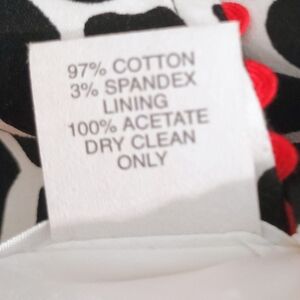 97% COTTON
3% SPANDEX
LINING
100% ACETATE
DRY CLEAN
ONLY